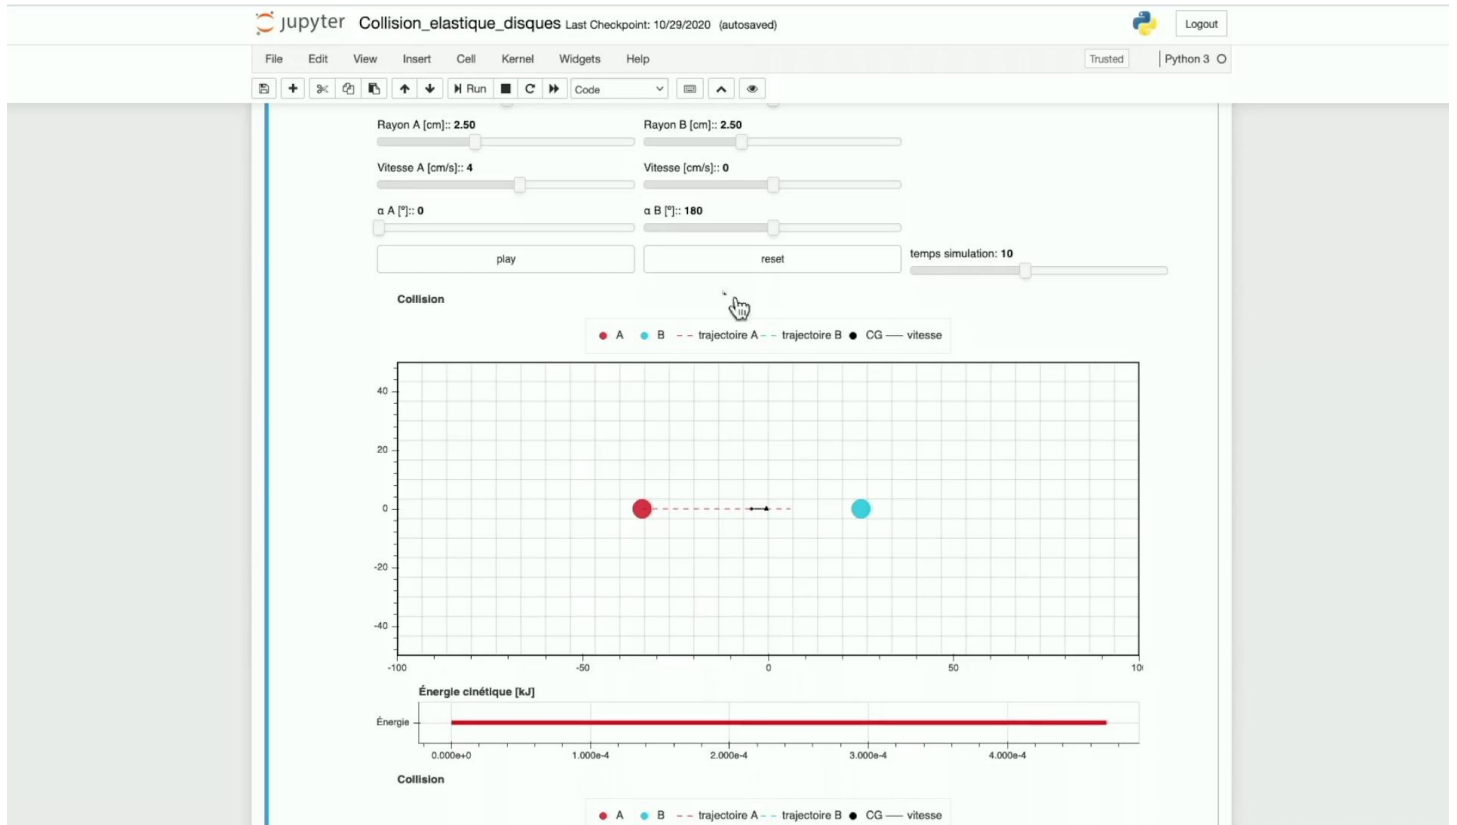 jupyter Collision_elastique_disques Last Checkpoint: 10/29/2020 (autosaved) Logout
File Edit View Insert Cell Kernel Widgets Help Trusted Python 3
Run Code
Rayon A [cm]:: 2.50 Rayon B [cm]:: 2.50
Vitesse A [cm/s]:: 4 Vitesse [cm/s]:: 0
α A [°]:: 0 α B [°]:: 180
play reset temps simulation: 10
Collision
A B trajectoire A trajectoire B CG vitesse
40
20
0
-20
-40
-100 -50 0 50 10
Énergie cinétique [kJ]
Énergie
0.000e+0 1.000e-4 2.000e-4 3.000e-4 4.000e-4
Collision
A B trajectoire A trajectoire B CG vitesse